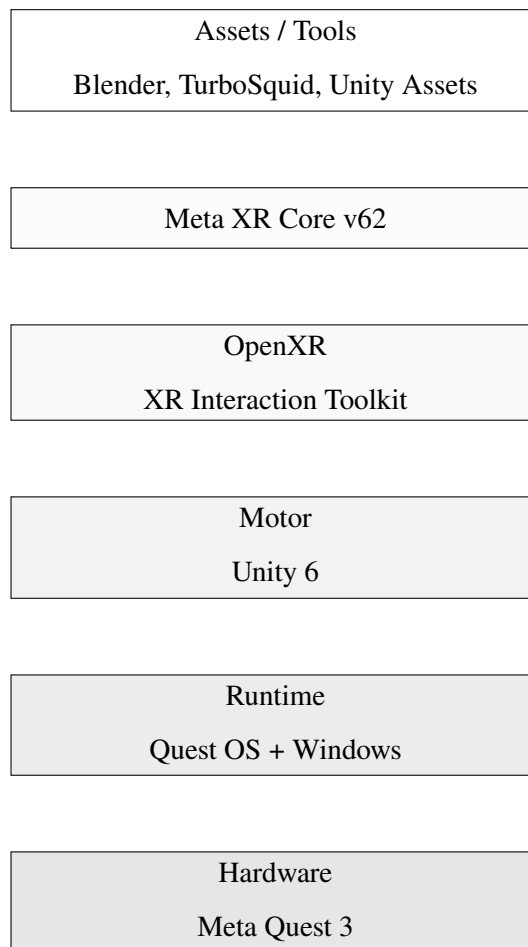 Assets / Tools
Blender, TurboSquid, Unity Assets
Meta XR Core v62
OpenXR
XR Interaction Toolkit
Motor
Unity 6
Runtime
Quest OS + Windows
Hardware
Meta Quest 3